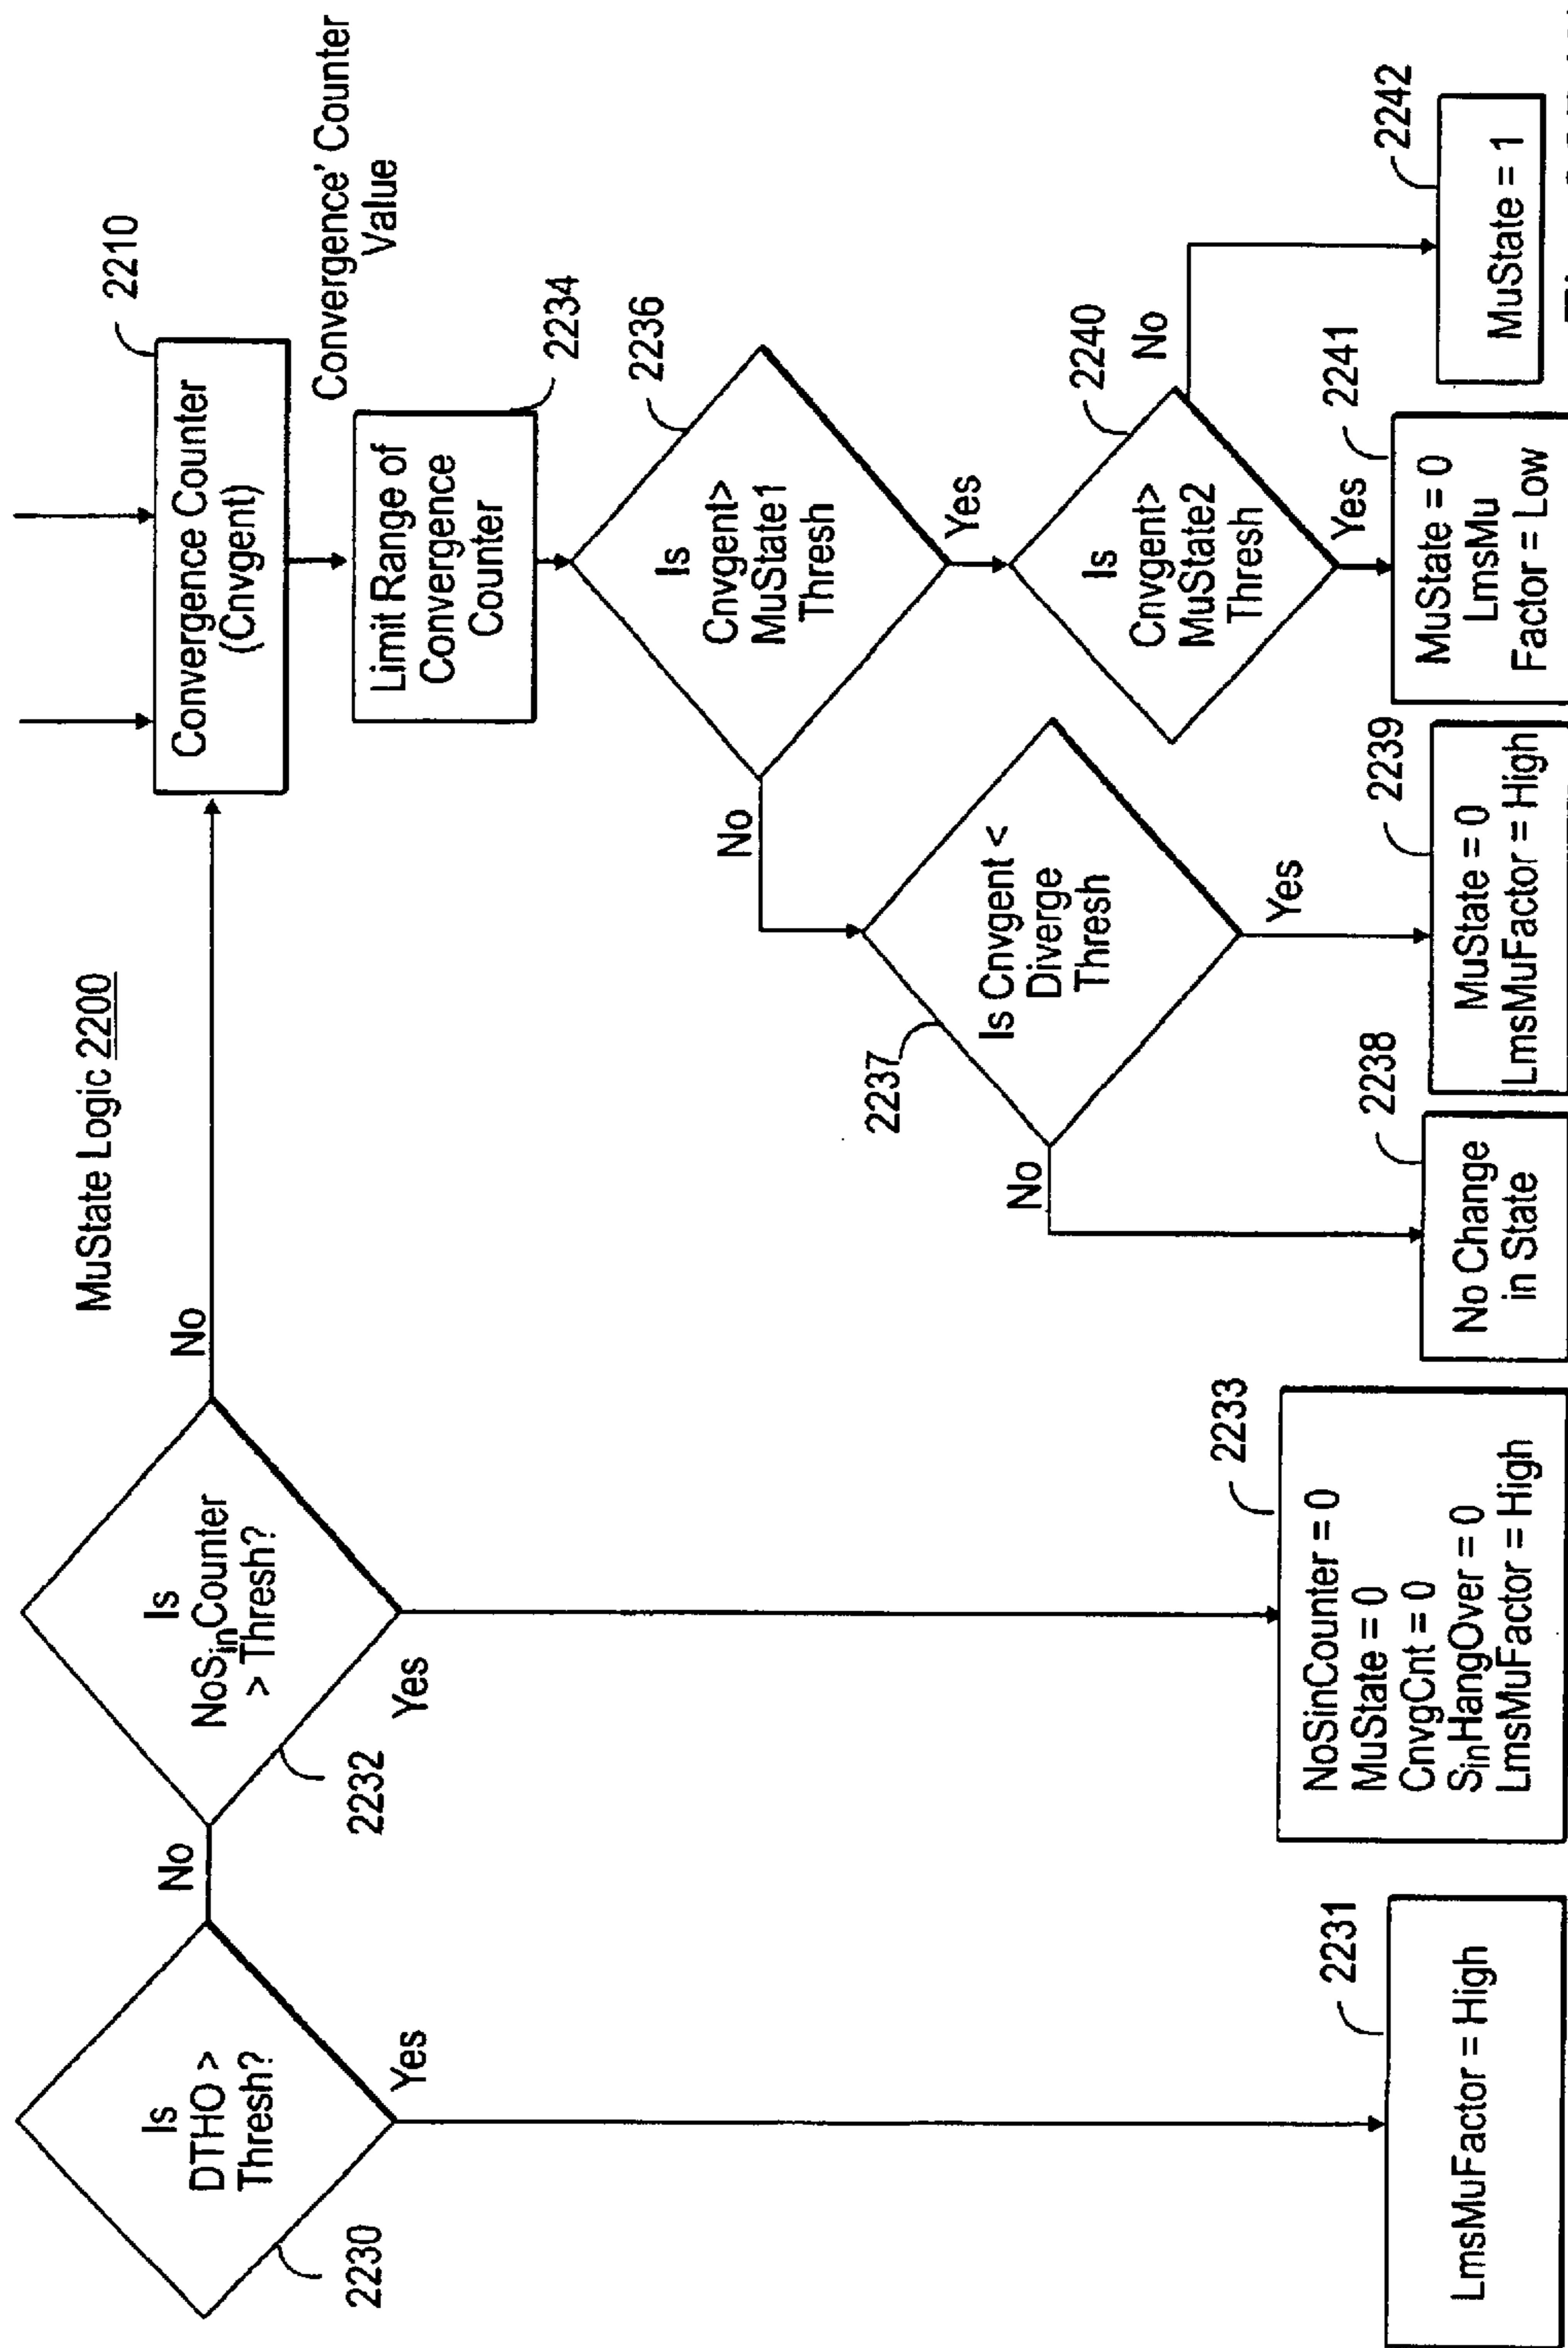 MuState Logic 2200
Is
DTHO >
Thresh?
2230
No
Yes
Is
NoSinCounter
> Thresh?
2232
No
Yes
Convergence Counter
(Cnvgent)
2210
Convergence' Counter
Value
Limit Range of
Convergence
Counter
2234
Is
Cnvgent>
MuState1
Thresh
2236
No
Yes
Is Cnvgent <
Diverge
Thresh
2237
No
Yes
Is
Cnvgent>
MuState2
Thresh
2240
No
Yes
LmsMuFactor = High
2231
NoSinCounter = 0
MuState = 0
CnvgCnt = 0
SinHangOver = 0
LmsMuFactor = High
2233
No Change
in State
2238
MuState = 0
LmsMuFactor = High
2239
MuState = 0
LmsMu
Factor = Low
2241
MuState = 1
2242